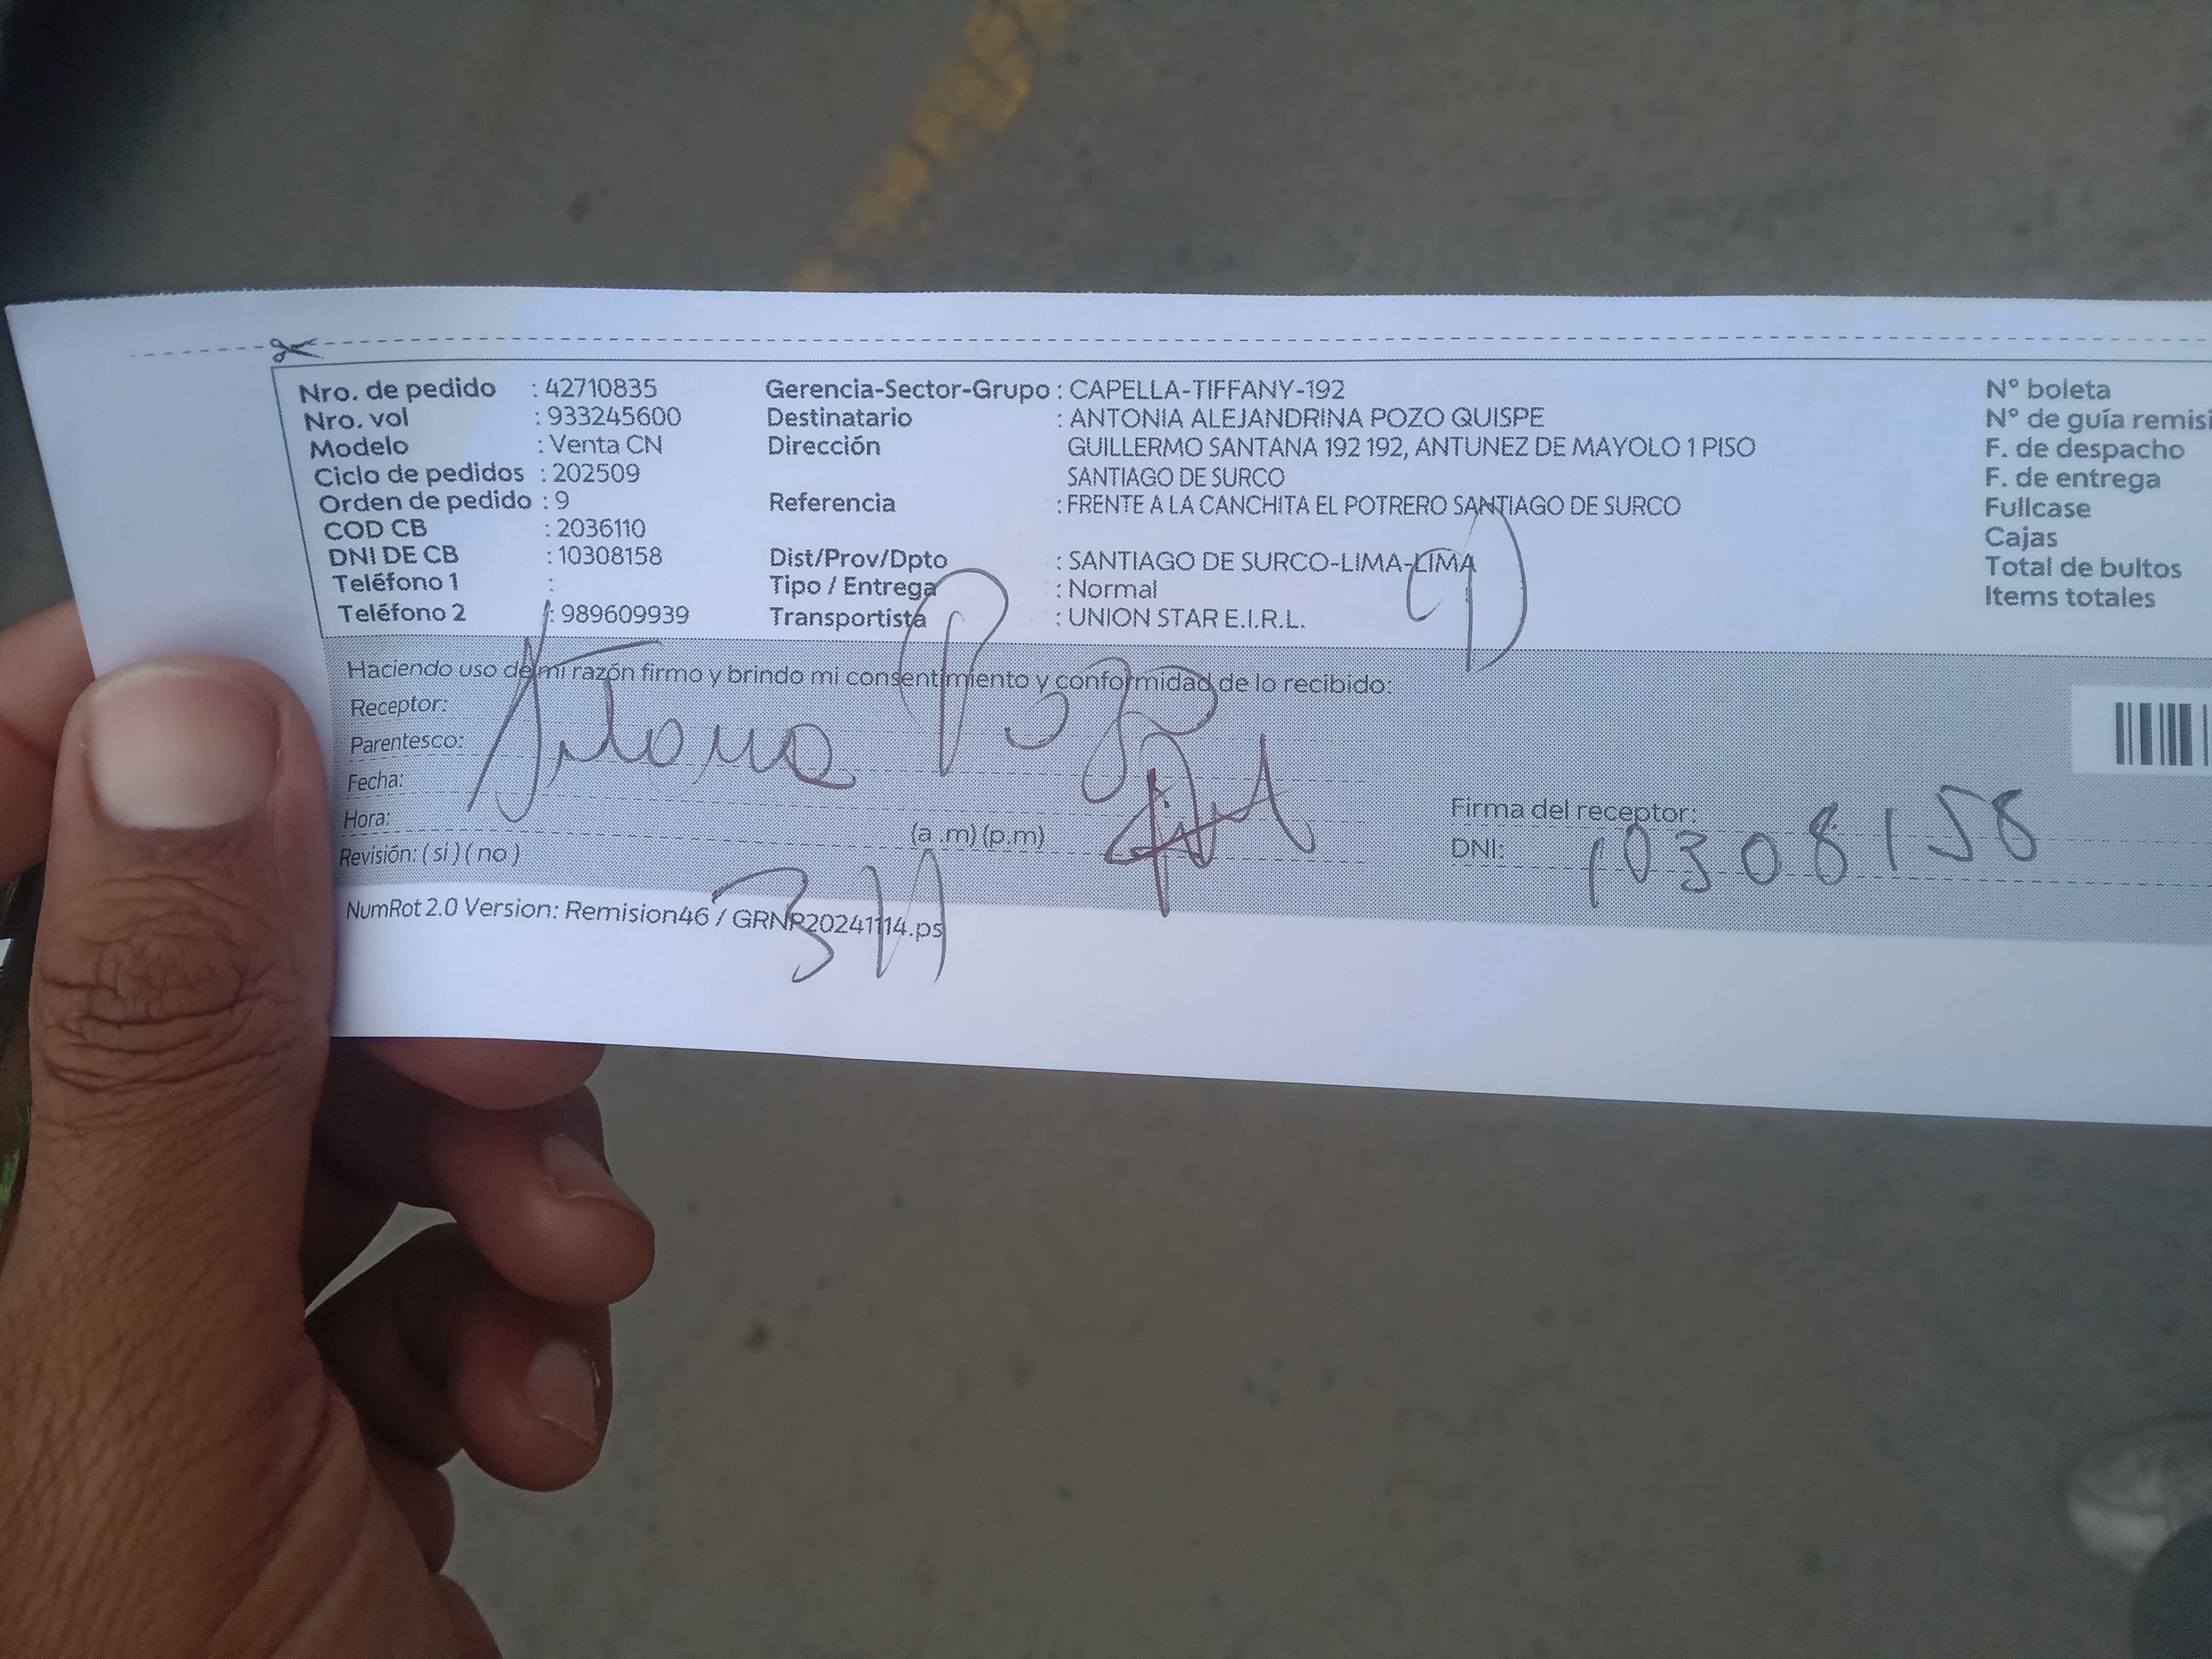 Nro. de pedido : 42710835 Gerencia-Sector-Grupo : CAPELLA-TIFFANY-192 N° boleta
Nro. vol : 933245600 Destinatario : ANTONIA ALEJANDRINA POZO QUISPE N° de guía remisi
Modelo : Venta CN Dirección GUILLERMO SANTANA 192 192, ANTUNEZ DE MAYOLO 1 PISO F. de despacho
Ciclo de pedidos : 202509 SANTIAGO DE SURCO F. de entrega
Orden de pedido : 9 Referencia : FRENTE A LA CANCHITA EL POTRERO SANTIAGO DE SURCO Fullcase
COD CB : 2036110 Cajas
DNI DE CB : 10308158 Dist/Prov/Dpto : SANTIAGO DE SURCO-LIMA-LIMA Total de bultos
Teléfono 1 : Tipo / Entrega : Normal Items totales
Teléfono 2 : 989609939 Transportista : UNION STAR E.I.R.L.
Haciendo uso de mi razón firmo y brindo mi consentimiento y conformidad de lo recibido:
Receptor:
Antonia Pozo
Parentesco:
Fecha:
Hora: (a .m) (p.m) Firma del receptor:
Revisión: ( si ) ( no ) DNI: 10308158
NumRot 2.0 Version: Remision46 / GRNR20241114.ps